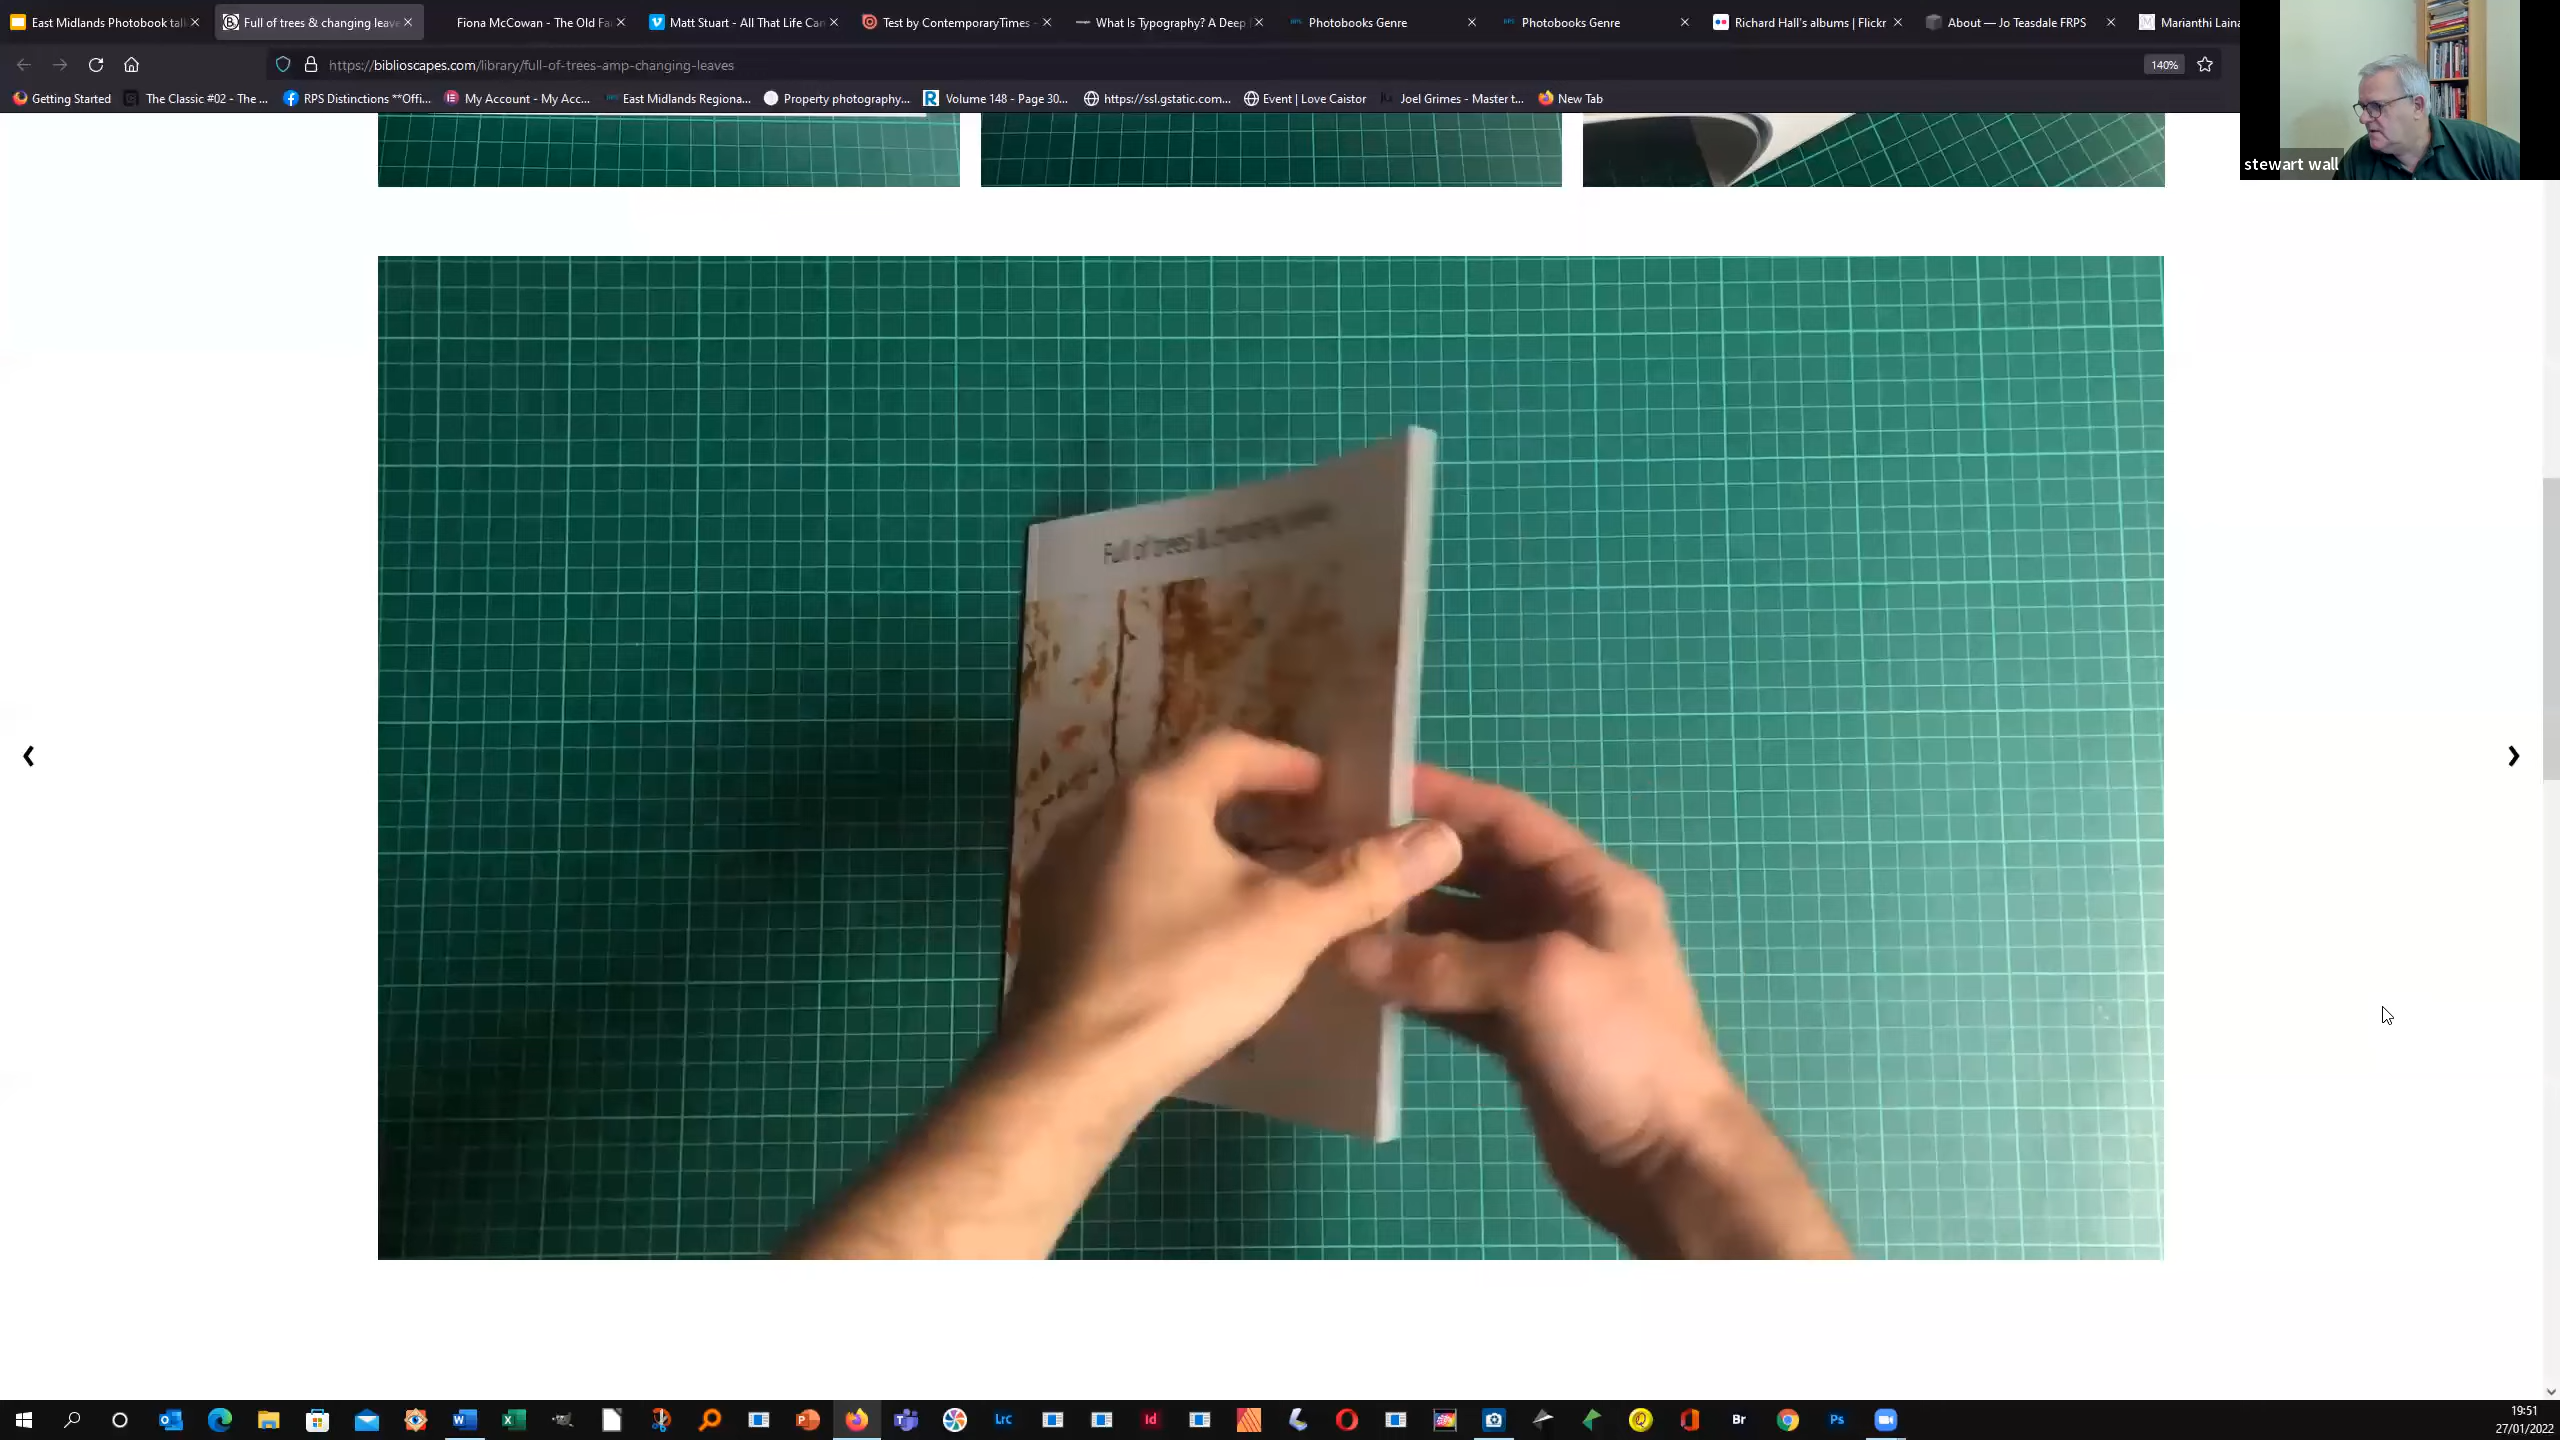 East Midlands Photobook tal
Full of trees & changing leave
Fiona McCowan - The Old Fa
Matt Stuart - All That Life Can
Test by ContemporaryTimes -
What Is Typography? A Deep
Photobooks Genre
Photobooks Genre
Richard Hall's albums | Flickr
About — Jo Teasdale FRPS
Marianthi Laina
https://biblioscapes.com/library/full-of-trees-amp-changing-leaves
140%
Getting Started
The Classic #02 - The ...
RPS Distinctions **Offi...
My Account - My Acc...
East Midlands Regiona...
Property photography...
Volume 148 - Page 30...
https://ssl.gstatic.com...
Event | Love Caistor
Joel Grimes - Master t...
New Tab
stewart wall
Full of trees & changing leaves
Lrc
Id
Br
Ps
19:51
27/01/2022